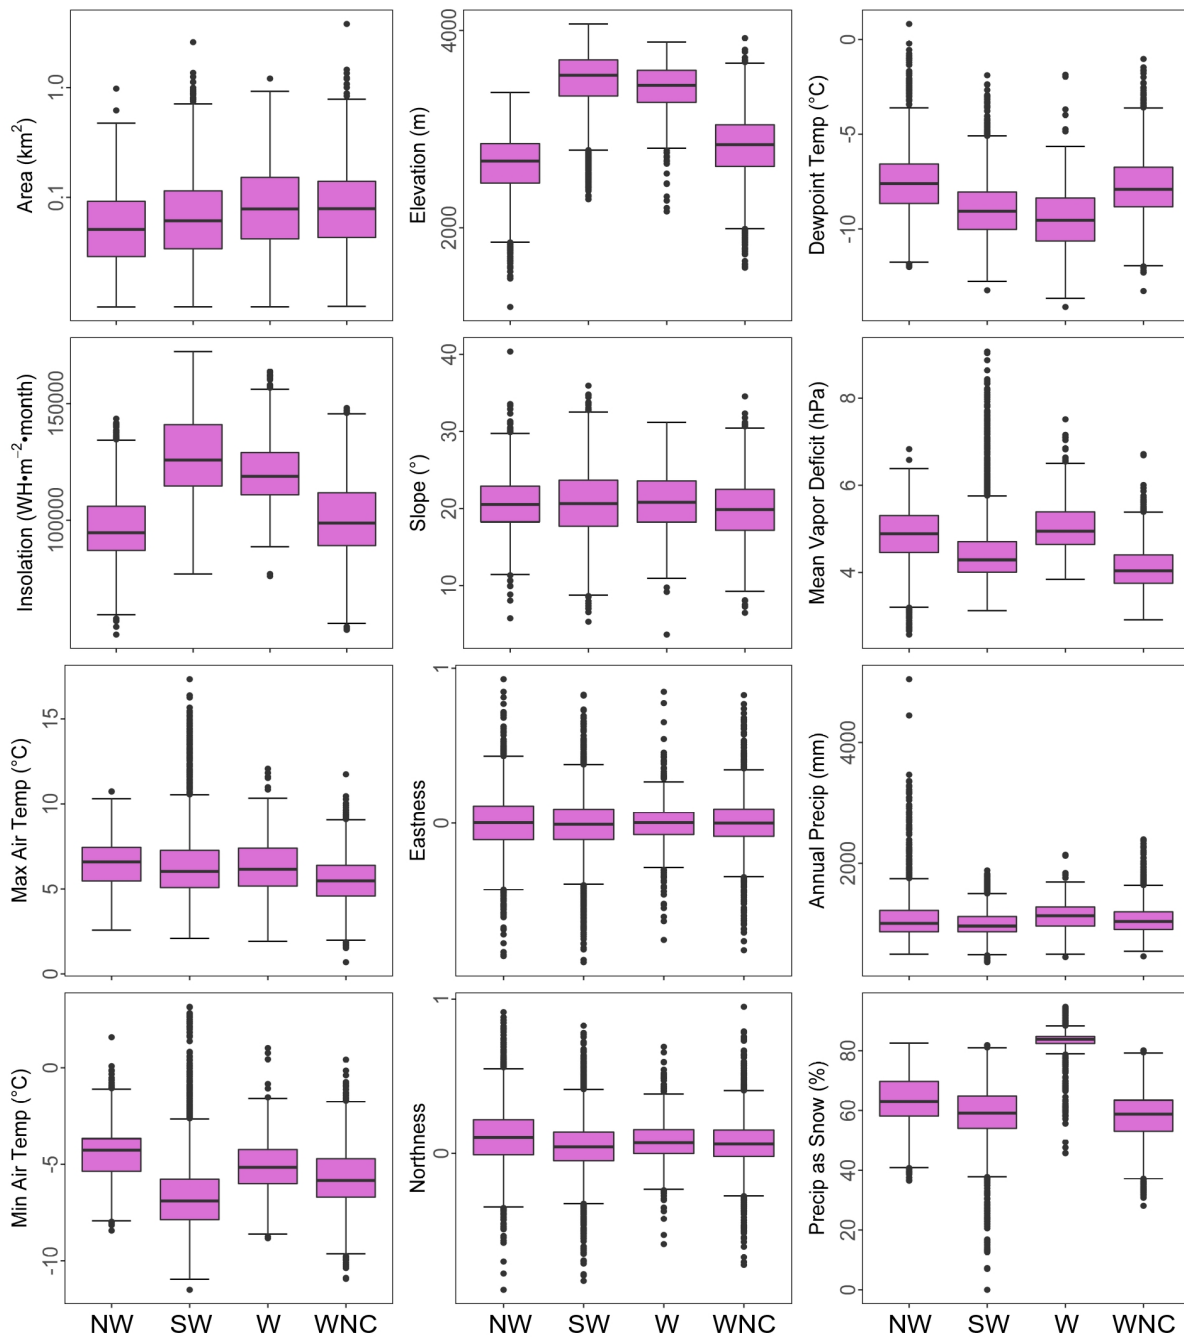 Area (km²)
1.0
0.1
Elevation (m)
4000
2000
Dewpoint Temp (°C)
0
-5
-10
Insolation (WH•m⁻²•month)
150000
100000
Slope (°)
40
30
20
10
Mean Vapor Deficit (hPa)
8
6
4
Max Air Temp (°C)
15
10
5
0
Eastness
1
0
Annual Precip (mm)
4000
2000
Min Air Temp (°C)
0
-5
-10
Northness
1
0
Precip as Snow (%)
80
60
40
20
0
NW SW W WNC NW SW W WNC NW SW W WNC